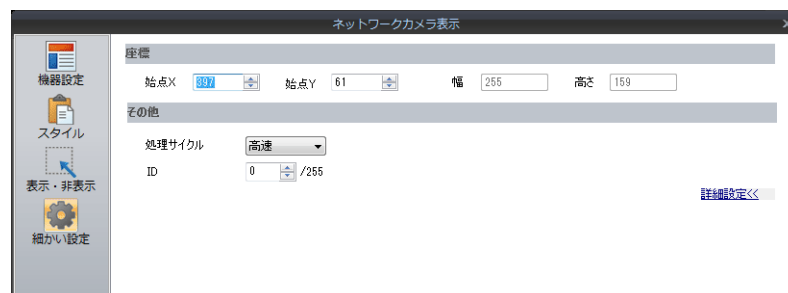 ネットワークカメラ表示
機器設定
スタイル
表示・非表示
細かい設定
座標
始点X 397 始点Y 61 幅 255 高さ 159
その他
処理サイクル 高速
ID 0 /255
詳細設定<<